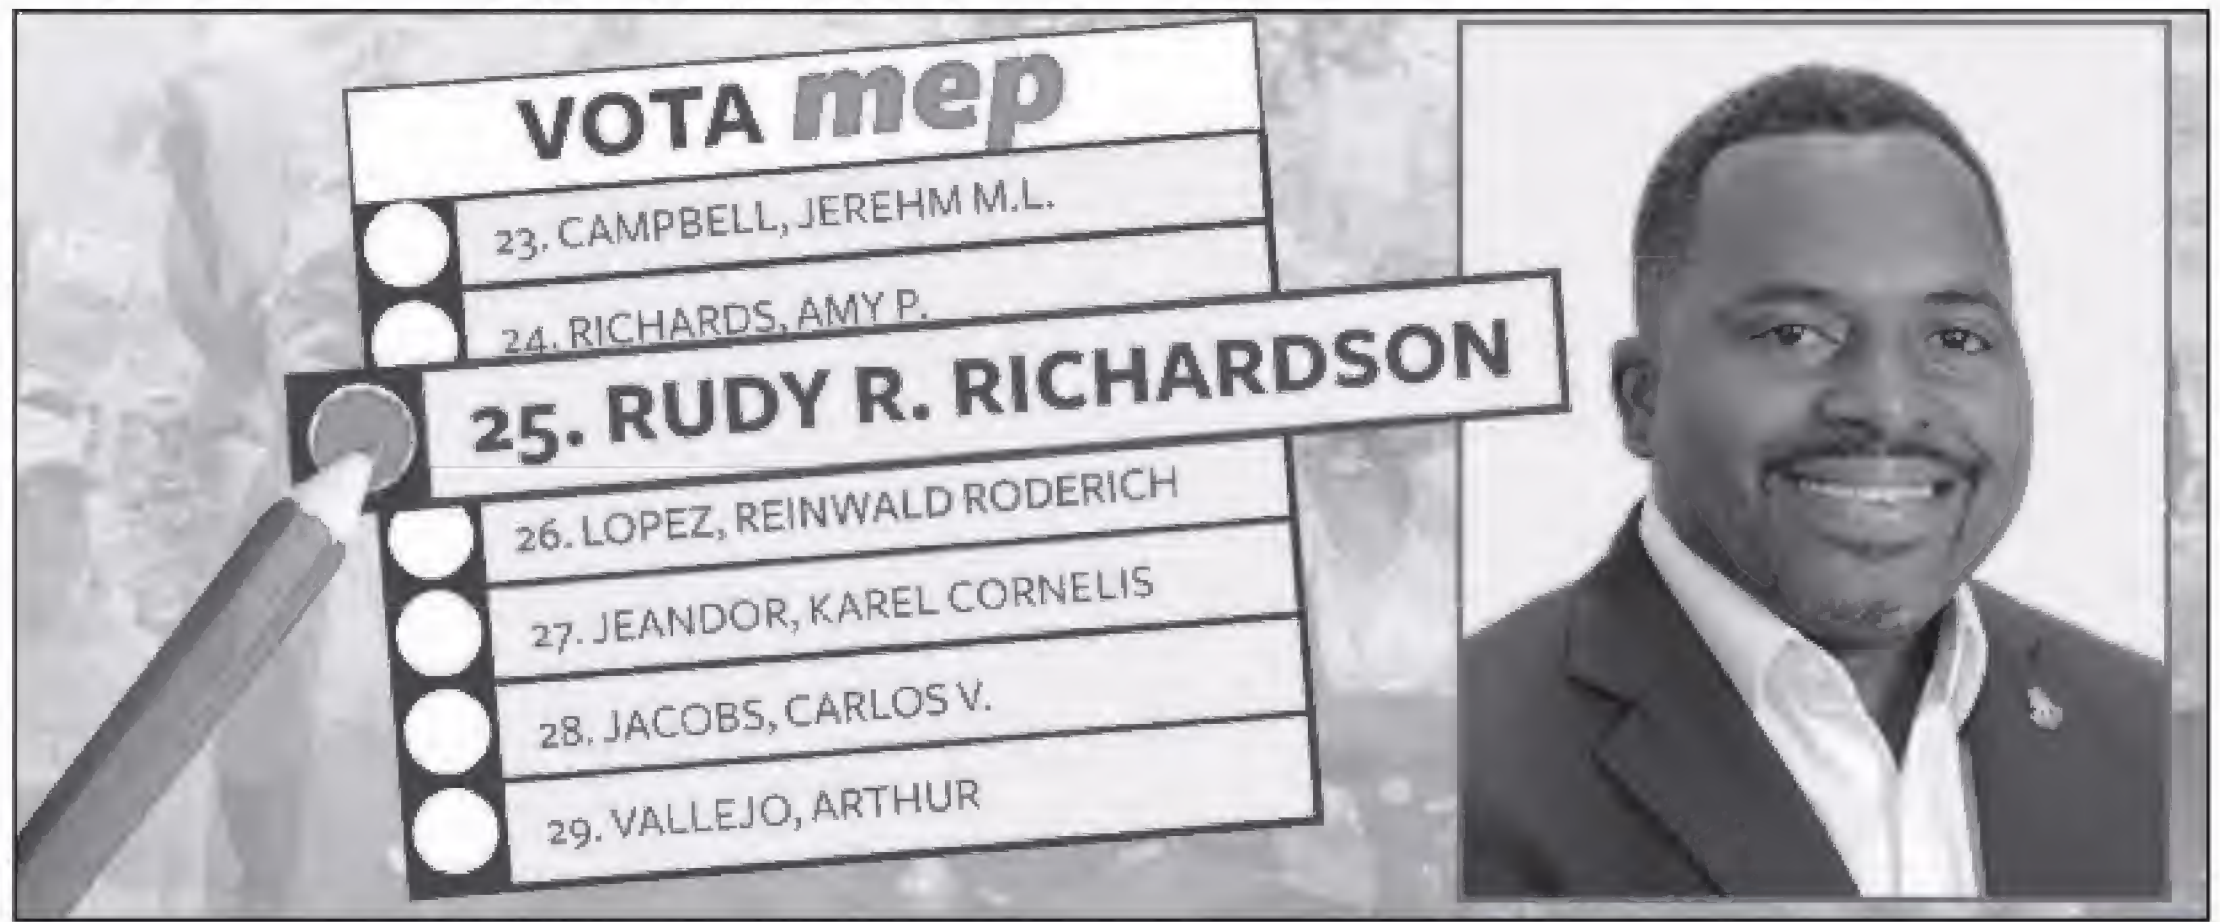 VOTA mep
23. CAMPBELL, JEREHM M.L.
24. RICHARDS, AMY P.
25. RUDY R. RICHARDSON
26. LOPEZ, REINWALD RODERICH
27. JEANDOR, KAREL CORNELIS
28. JACOBS, CARLOS V.
29. VALLEJO, ARTHUR